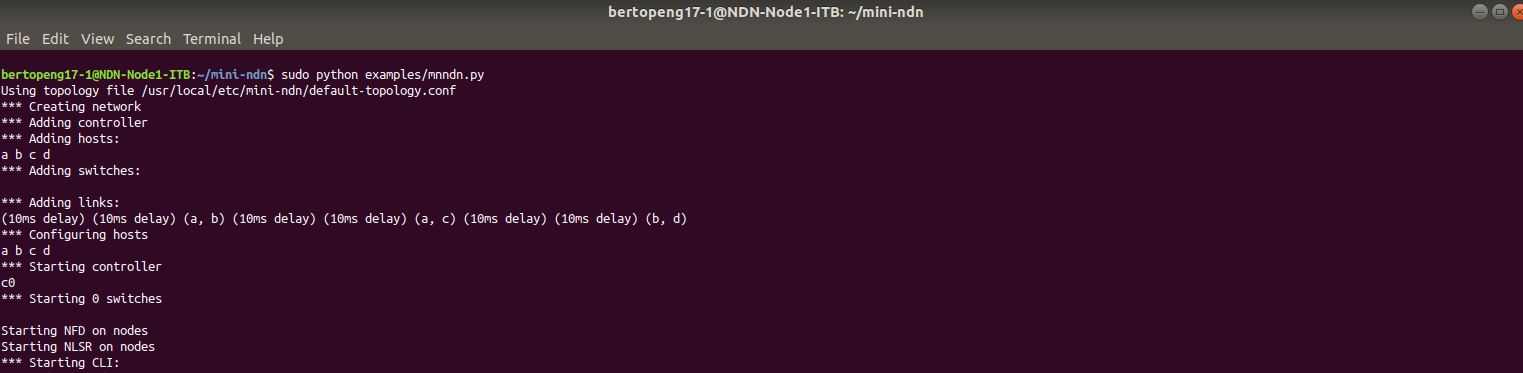 bertopeng17-1@NDN-Node1-ITB: ~/mini-ndn
File Edit View Search Terminal Help
bertopeng17-1@NDN-Node1-ITB:~/mini-ndn$ sudo python examples/mnndn.py
Using topology file /usr/local/etc/mini-ndn/default-topology.conf
*** Creating network
*** Adding controller
*** Adding hosts:
a b c d
*** Adding switches:
*** Adding links:
(10ms delay) (10ms delay) (a, b) (10ms delay) (10ms delay) (a, c) (10ms delay) (10ms delay) (b, d)
*** Configuring hosts
a b c d
*** Starting controller
c0
*** Starting 0 switches
Starting NFD on nodes
Starting NLSR on nodes
*** Starting CLI: